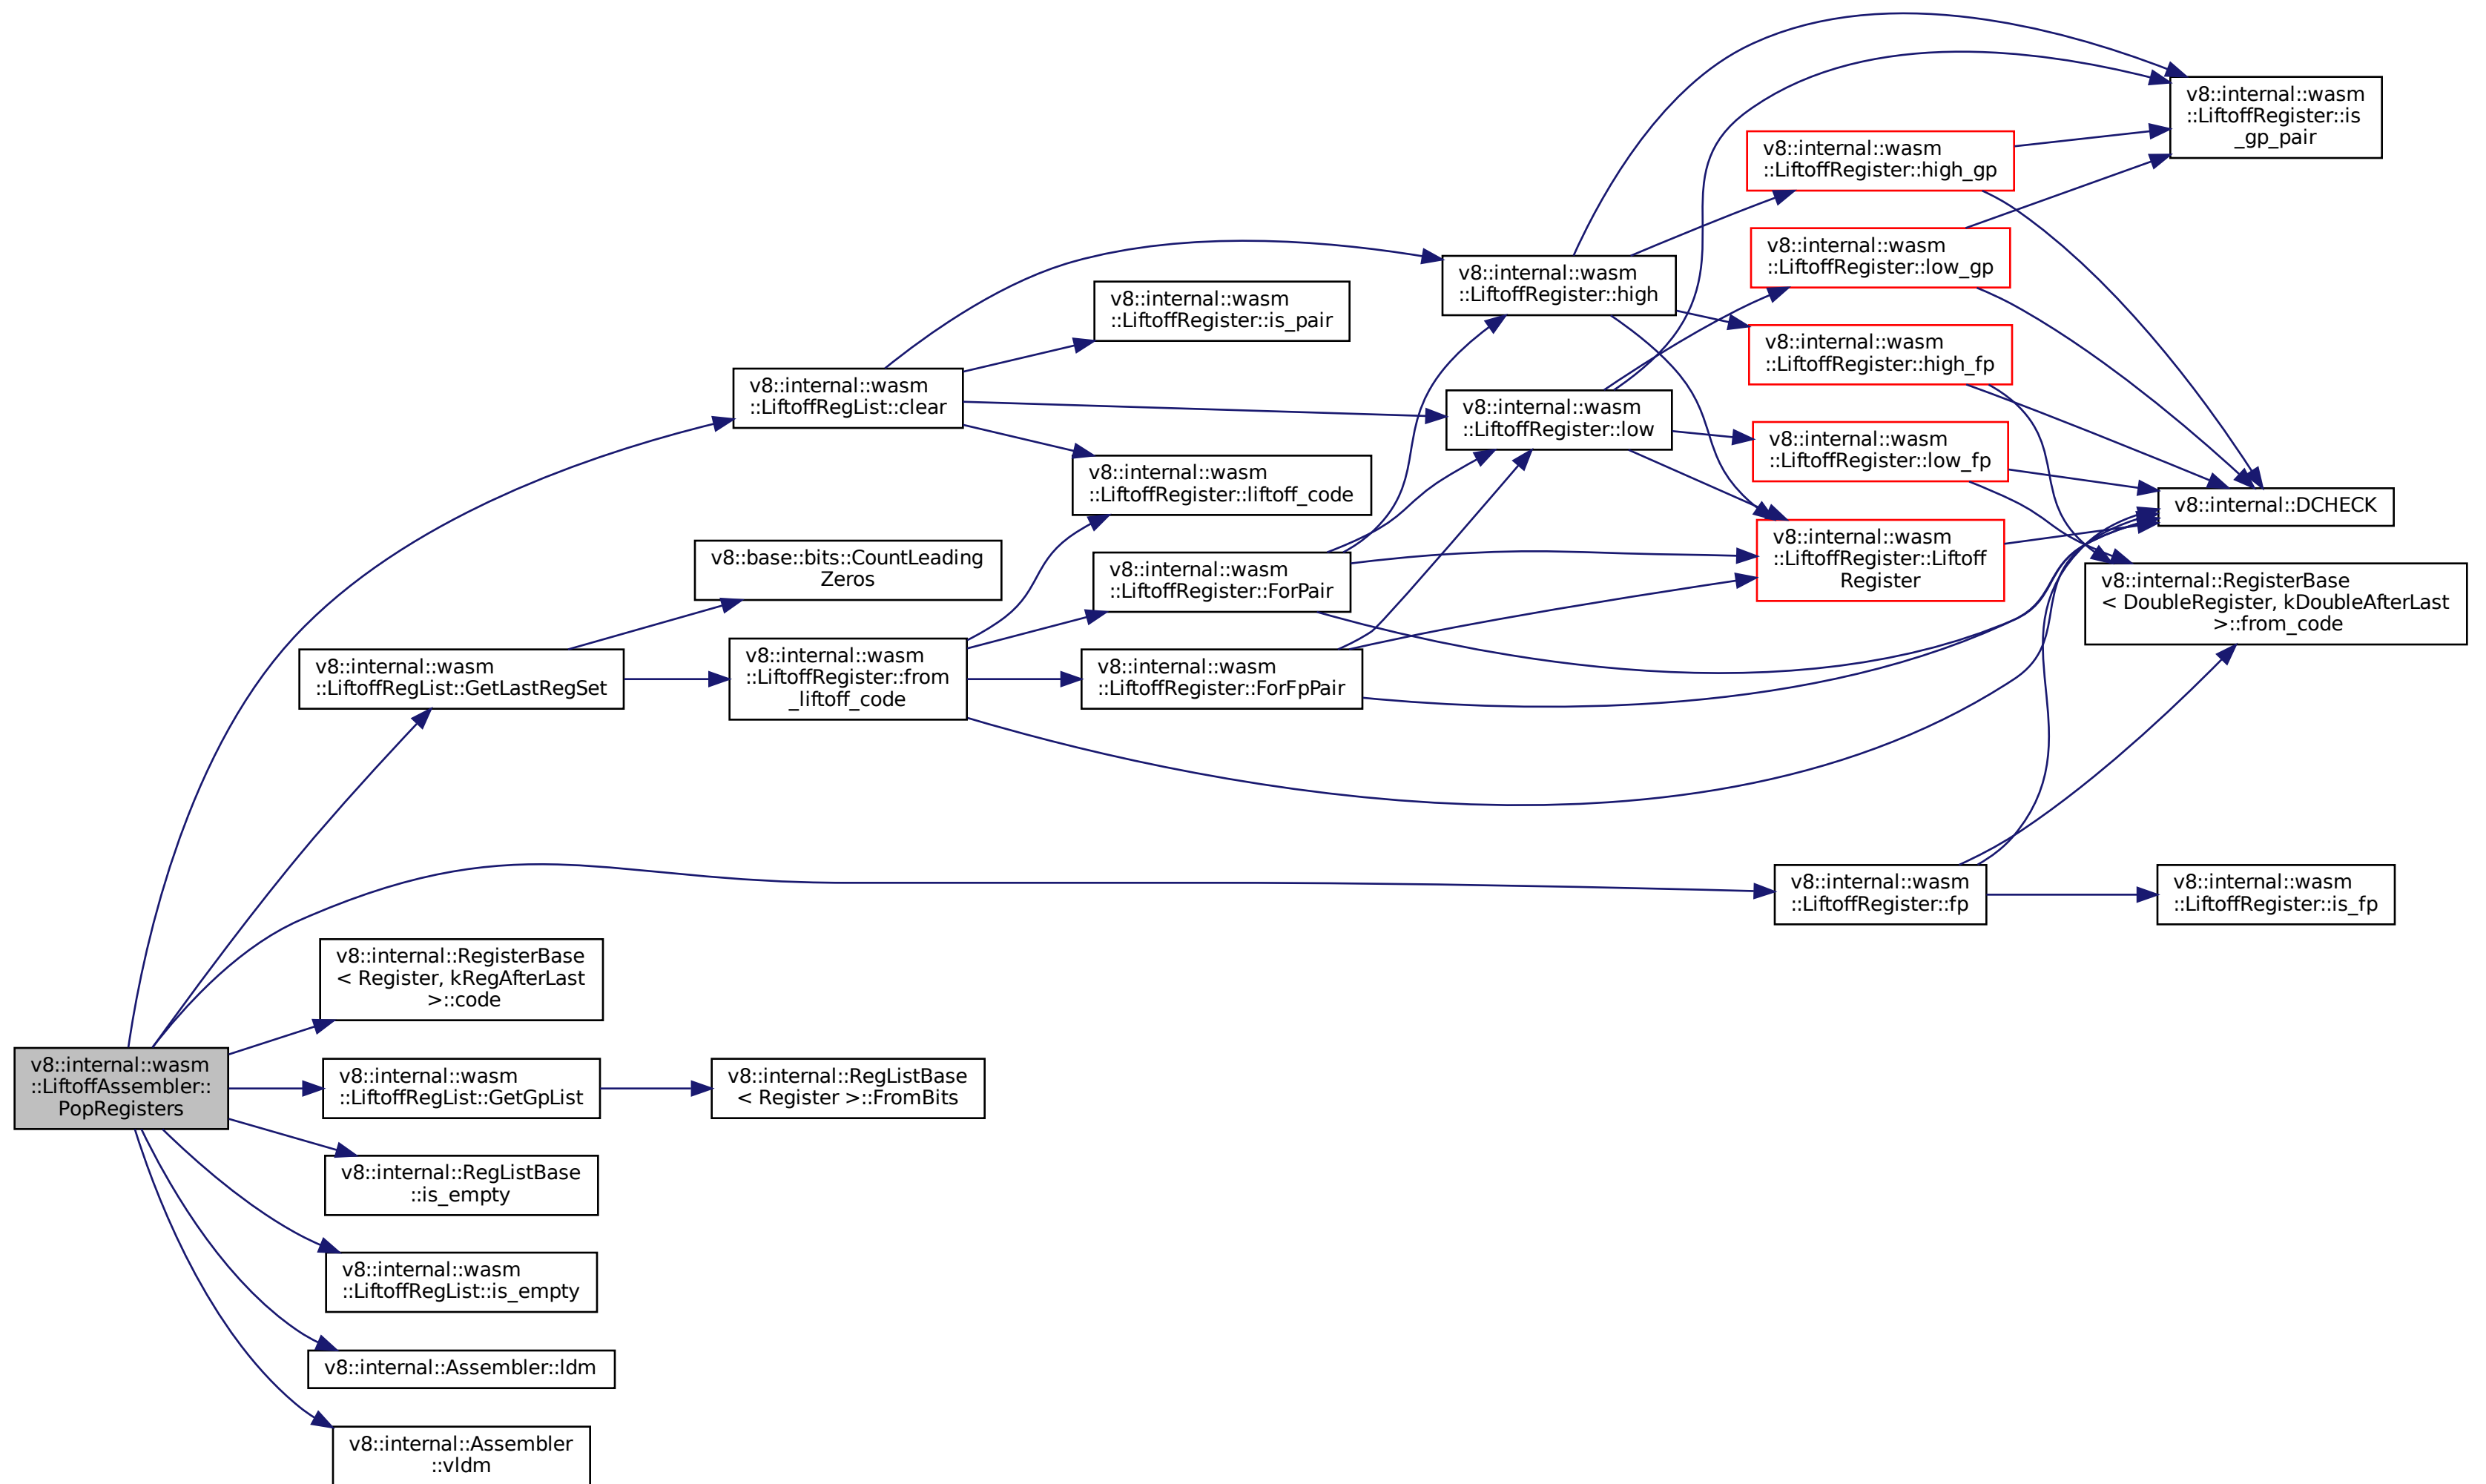 v8::internal::wasm
::LiftoffAssembler::
PopRegisters
v8::internal::wasm
::LiftoffRegList::clear
v8::internal::wasm
::LiftoffRegList::GetLastRegSet
v8::internal::RegisterBase
< Register, kRegAfterLast
>::code
v8::internal::wasm
::LiftoffRegList::GetGpList
v8::internal::RegListBase
::is_empty
v8::internal::wasm
::LiftoffRegList::is_empty
v8::internal::Assembler::ldm
v8::internal::Assembler
::vldm
v8::base::bits::CountLeading
Zeros
v8::internal::wasm
::LiftoffRegister::from
_liftoff_code
v8::internal::RegListBase
< Register >::FromBits
v8::internal::wasm
::LiftoffRegister::is_pair
v8::internal::wasm
::LiftoffRegister::liftoff_code
v8::internal::wasm
::LiftoffRegister::ForPair
v8::internal::wasm
::LiftoffRegister::ForFpPair
v8::internal::wasm
::LiftoffRegister::high
v8::internal::wasm
::LiftoffRegister::low
v8::internal::wasm
::LiftoffRegister::high_gp
v8::internal::wasm
::LiftoffRegister::low_gp
v8::internal::wasm
::LiftoffRegister::high_fp
v8::internal::wasm
::LiftoffRegister::low_fp
v8::internal::wasm
::LiftoffRegister::Liftoff
Register
v8::internal::wasm
::LiftoffRegister::fp
v8::internal::wasm
::LiftoffRegister::is
_gp_pair
v8::internal::DCHECK
v8::internal::RegisterBase
< DoubleRegister, kDoubleAfterLast
>::from_code
v8::internal::wasm
::LiftoffRegister::is_fp